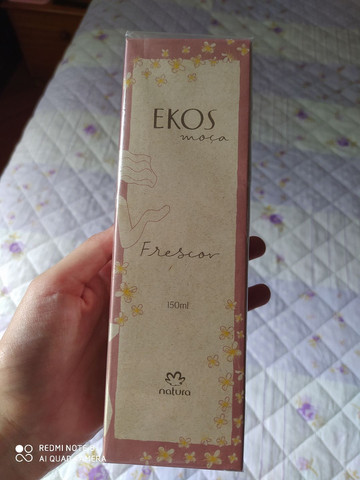 EKOS
moça
Frescor
150ml
natura
REDMI NOTE 8
AI QUAD CAMERA